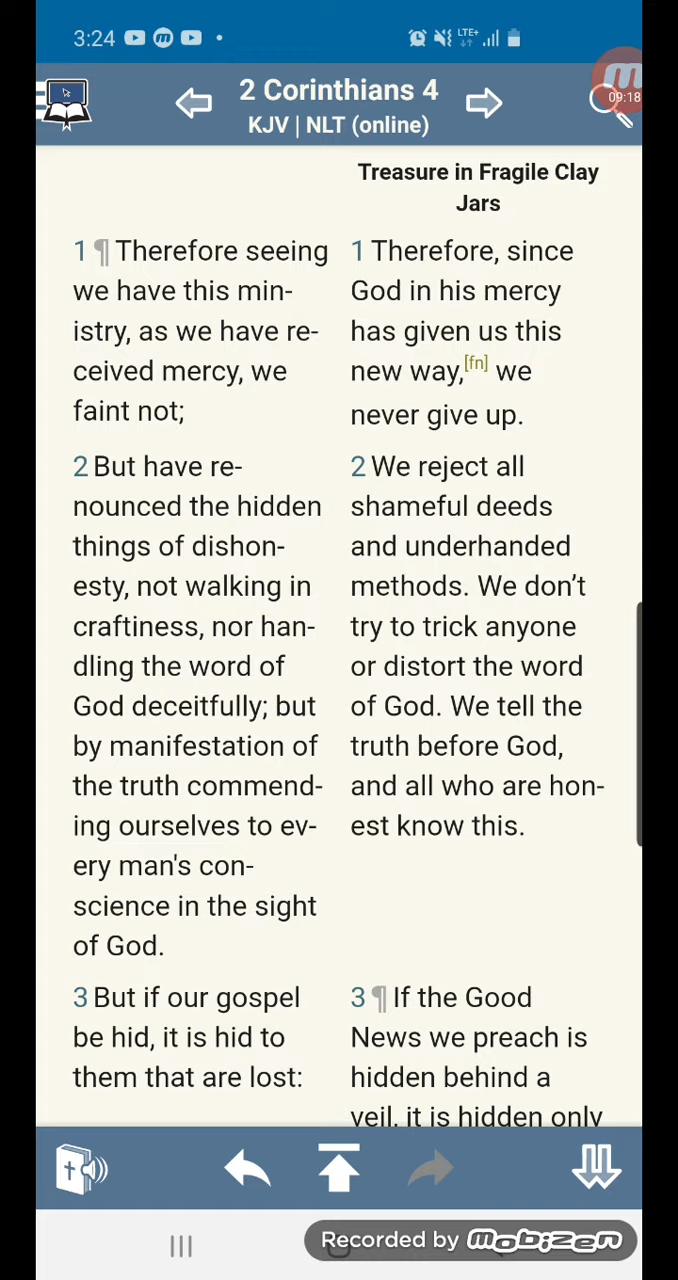 3:24
LTE+
2 Corinthians 4
KJV | NLT (online)
09:18
Treasure in Fragile Clay
Jars
1 ¶ Therefore seeing
we have this min-
istry, as we have re-
ceived mercy, we
faint not;
1 Therefore, since
God in his mercy
has given us this
new way,[fn] we
never give up.
2 But have re-
nounced the hidden
things of dishon-
esty, not walking in
craftiness, nor han-
dling the word of
God deceitfully; but
by manifestation of
the truth commend-
ing ourselves to ev-
ery man's con-
science in the sight
of God.
2 We reject all
shameful deeds
and underhanded
methods. We don’t
try to trick anyone
or distort the word
of God. We tell the
truth before God,
and all who are hon-
est know this.
3 But if our gospel
be hid, it is hid to
them that are lost:
3 ¶ If the Good
News we preach is
hidden behind a
veil, it is hidden only
Recorded by mobizen